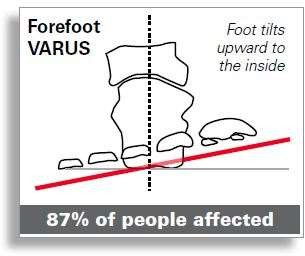 Forefoot
VARUS
Foot tilts
upward to
the inside
87% of people affected